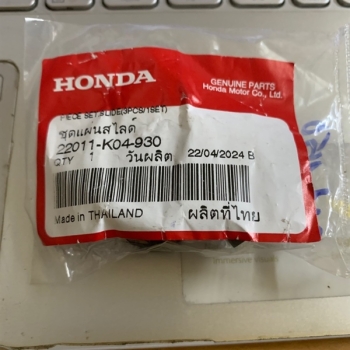 HONDA
GENUINE PARTS
Honda Motor Co., Ltd.
PIECE SET,SLIDE(3PCS/1SET)
ชุดแผ่นสไลด์
22011-K04-930
QTY 1 วันผลิต 22/04/2024 B
Made in THAILAND ผลิตที่ไทย